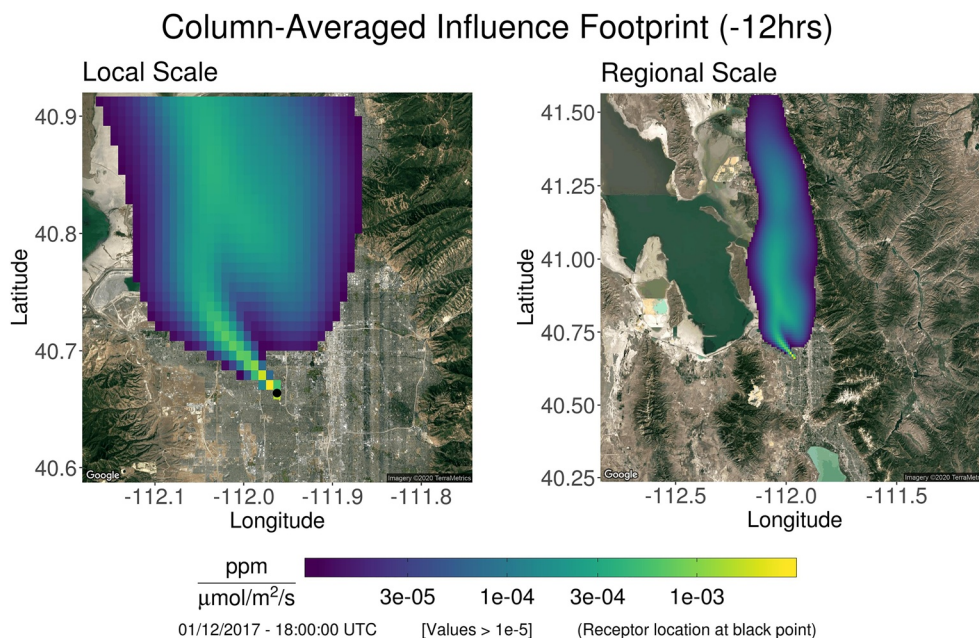 Column-Averaged Influence Footprint (-12hrs)
Local Scale
Regional Scale
Latitude
40.9
40.8
40.7
40.6
Google
Imagery ©2020 TerraMetrics
-112.1
-112.0
-111.9
-111.8
Longitude
Latitude
41.50
41.25
41.00
40.75
40.50
40.25
Google
Imagery ©2020 TerraMetrics
-112.5
-112.0
-111.5
Longitude
ppm
μmol/m²/s
3e-05
1e-04
3e-04
1e-03
01/12/2017 - 18:00:00 UTC
[Values > 1e-5]
(Receptor location at black point)